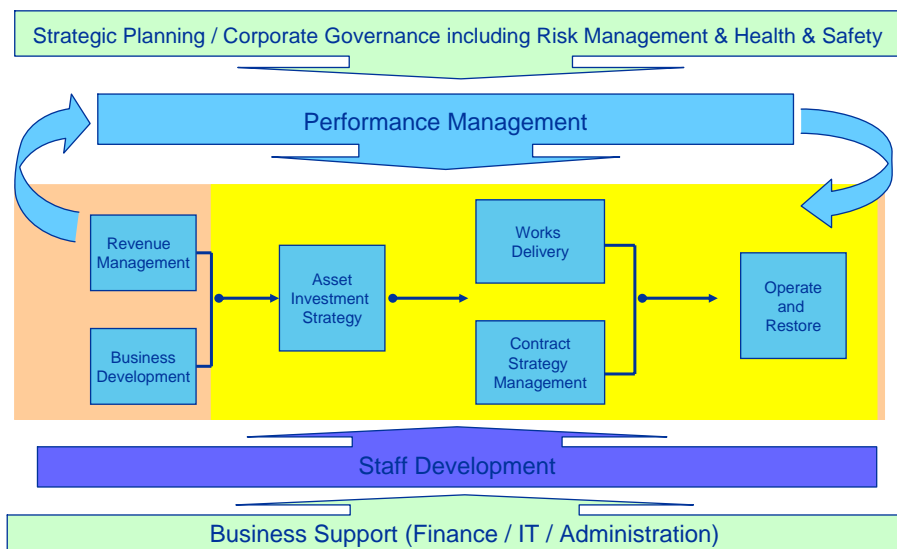 Strategic Planning / Corporate Governance including Risk Management & Health & Safety
Performance Management
Revenue
Management
Business
Development
Asset
Investment
Strategy
Works
Delivery
Contract
Strategy
Management
Operate
and
Restore
Staff Development
Business Support (Finance / IT / Administration)